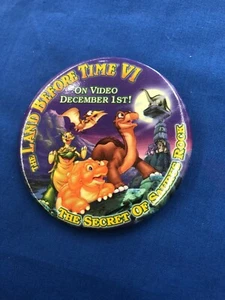 THE LAND BEFORE TIME VI
ON VIDEO
DECEMBER 1ST!
THE SECRET OF SAURUS ROCK